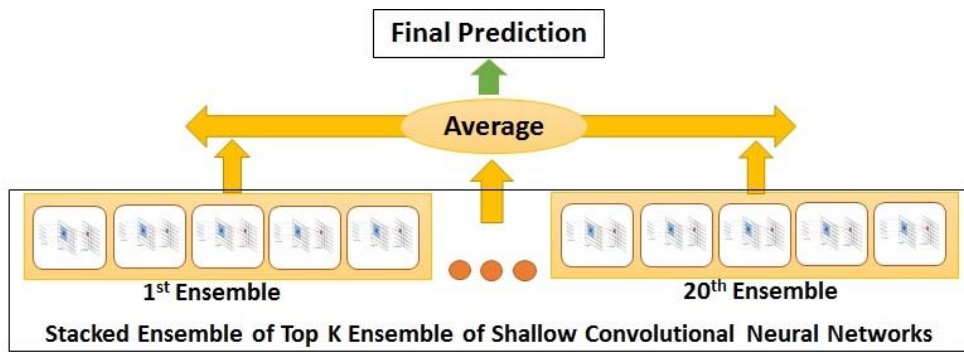 Final Prediction
Average
1st Ensemble
20th Ensemble
Stacked Ensemble of Top K Ensemble of Shallow Convolutional Neural Networks